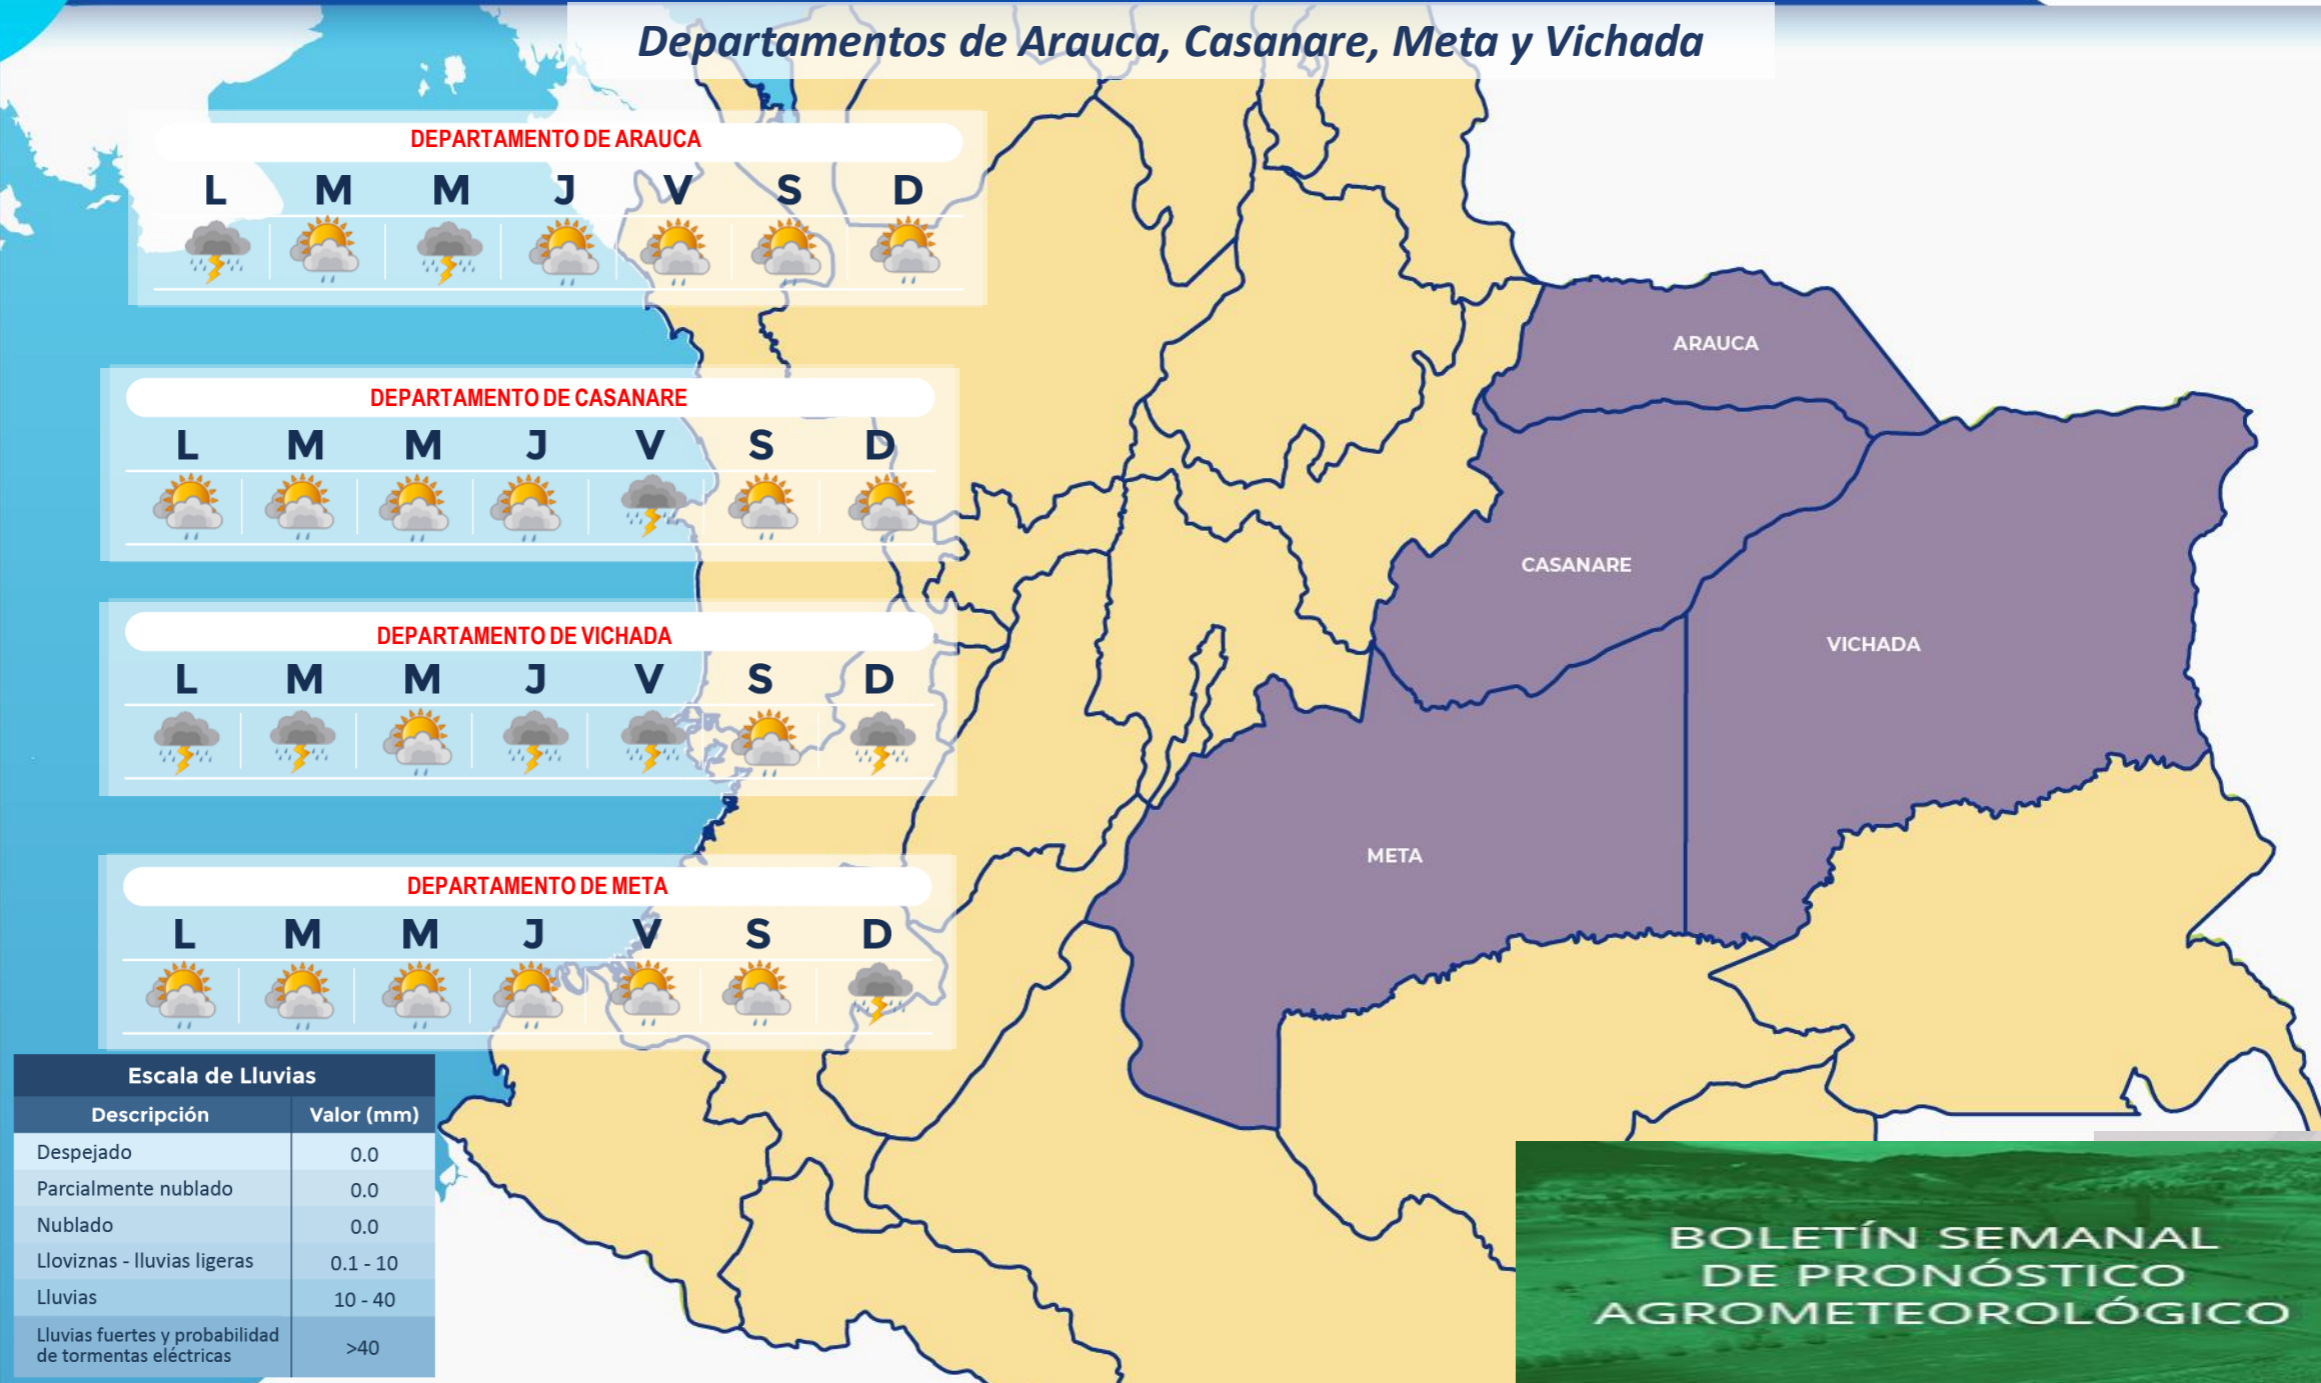 Departamentos de Arauca, Casanare, Meta y Vichada
DEPARTAMENTO DE ARAUCA
L M M J V S D
DEPARTAMENTO DE CASANARE
L M M J V S D
DEPARTAMENTO DE VICHADA
L M M J V S D
DEPARTAMENTO DE META
L M M J V S D
ARAUCA
CASANARE
VICHADA
META
Escala de Lluvias
Descripción Valor (mm)
Despejado 0.0
Parcialmente nublado 0.0
Nublado 0.0
Lloviznas - lluvias ligeras 0.1 - 10
Lluvias 10 - 40
Lluvias fuertes y probabilidad
de tormentas eléctricas >40
BOLETÍN SEMANAL
DE PRONÓSTICO
AGROMETEOROLÓGICO